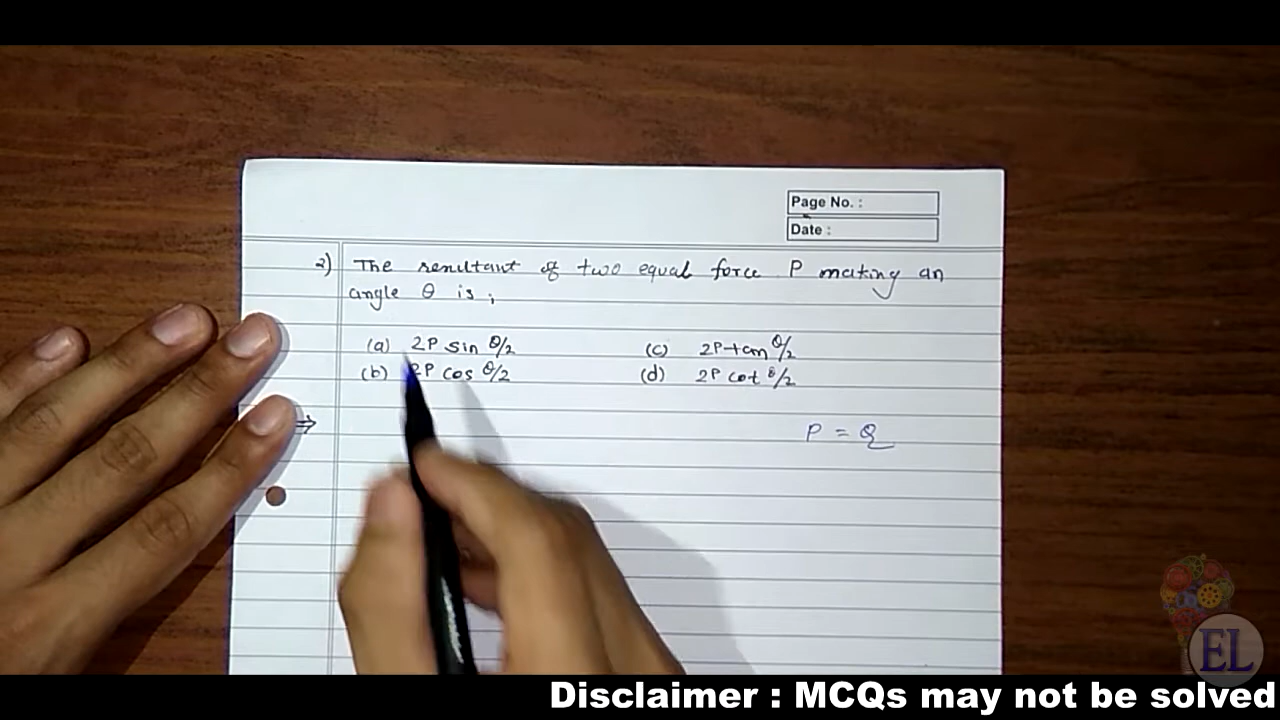 Page No. :
Date :
2) The resultant of two equal force P making an
angle θ is,
(a) 2P sin θ/2 (c) 2P tan θ/2
(b) 2P cos θ/2 (d) 2P cot θ/2
⇒
P = Q
EL
Disclaimer : MCQs may not be solved